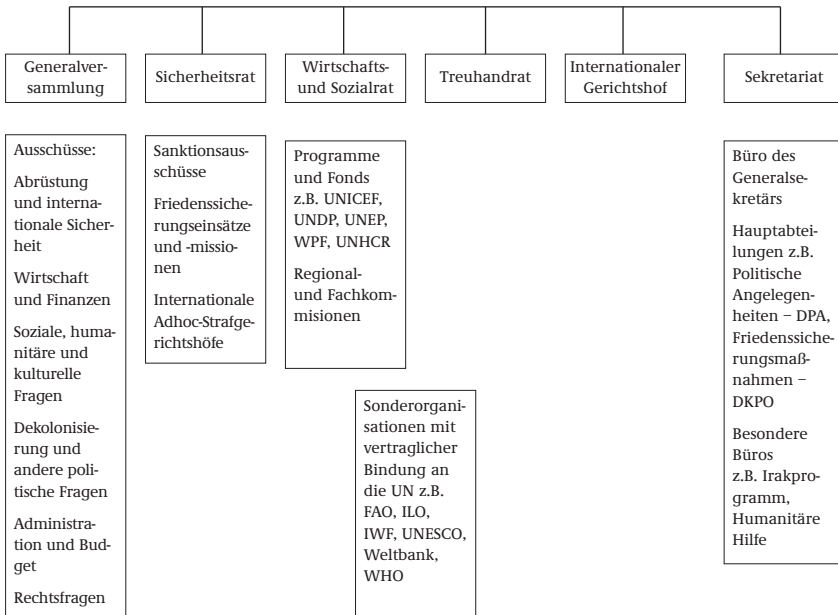 Generalver-
sammlung
Sicherheitsrat
Wirtschafts-
und Sozialrat
Treuhandrat
Internationaler
Gerichtshof
Sekretariat
Ausschüsse:
Abrüstung
und interna-
tionale Sicher-
heit
Wirtschaft
und Finanzen
Soziale, huma-
nitäre und
kulturelle
Fragen
Dekolonisie-
rung und
andere poli-
tische Fragen
Administra-
tion und Bud-
get
Rechtsfragen
Sanktionsaus-
schüsse
Friedenssiche-
rungseinsätze
und -missio-
nen
Internationale
Adhoc-Strafge-
richtshöfe
Programme
und Fonds
z.B. UNICEF,
UNDP, UNEP,
WPF, UNHCR
Regional-
und Fachkom-
misionen
Sonderorgani-
sationen mit
vertraglicher
Bindung an
die UN z.B.
FAO, ILO,
IWF, UNESCO,
Weltbank,
WHO
Büro des
Generalse-
kretärs
Hauptabtei-
lungen z.B.
Politische
Angelegen-
heiten – DPA,
Friedenssiche-
rungsmaß-
nahmen –
DKPO
Besondere
Büros
z.B. Irakpro-
gramm,
Humanitäre
Hilfe